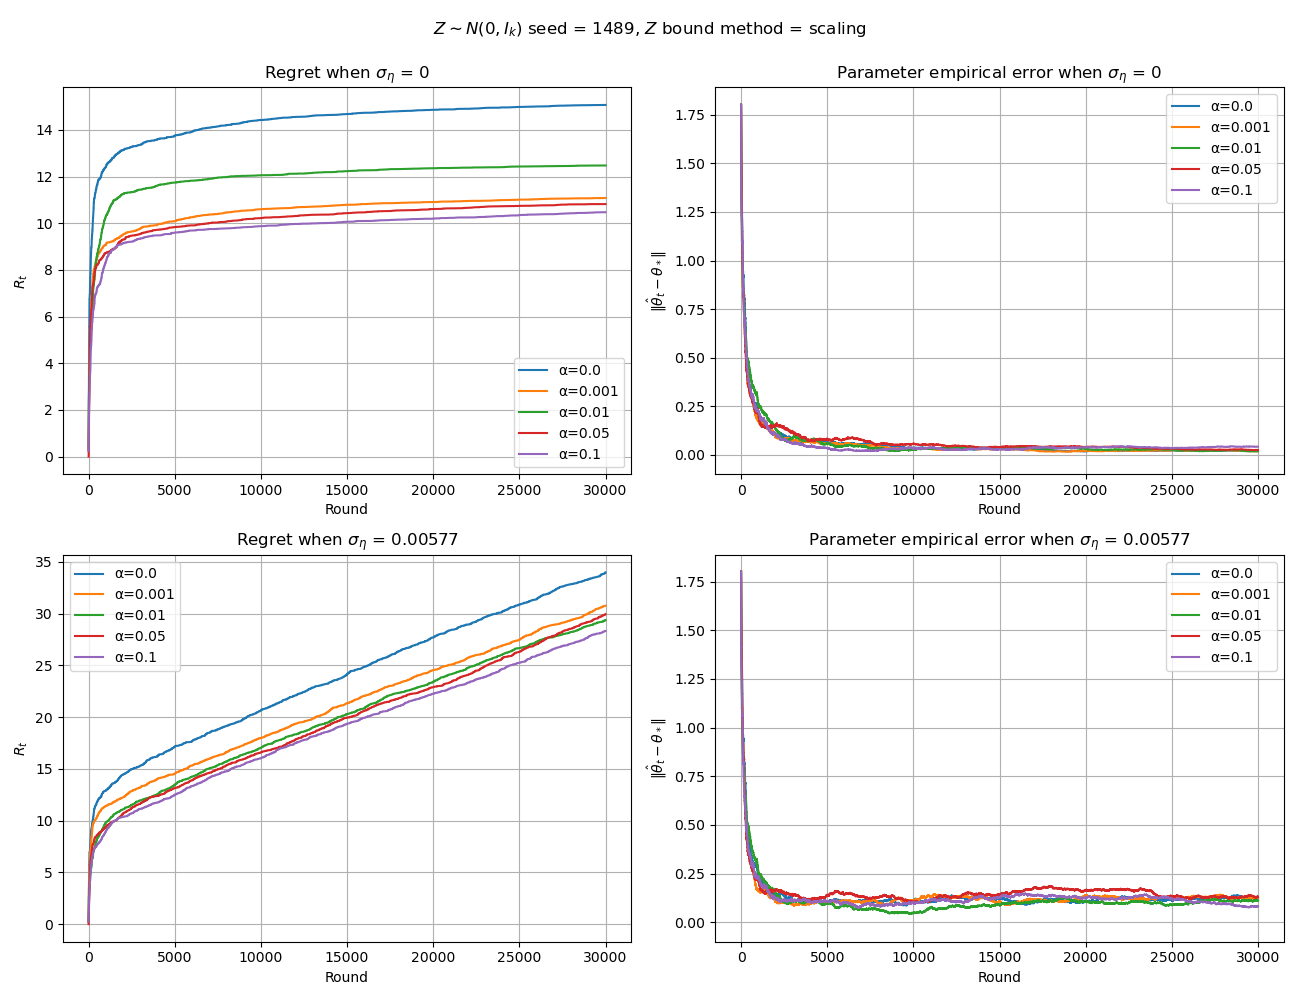 Z ~ N(0, I_k) seed = 1489, Z bound method = scaling
Regret when σ_η = 0
R_t
14
12
10
8
6
4
2
0
0 5000 10000 15000 20000 25000 30000
Round
α=0.0
α=0.001
α=0.01
α=0.05
α=0.1
Parameter empirical error when σ_η = 0
‖θ̂_t − θ_*‖
1.75
1.50
1.25
1.00
0.75
0.50
0.25
0.00
0 5000 10000 15000 20000 25000 30000
Round
α=0.0
α=0.001
α=0.01
α=0.05
α=0.1
Regret when σ_η = 0.00577
R_t
35
30
25
20
15
10
5
0
0 5000 10000 15000 20000 25000 30000
Round
α=0.0
α=0.001
α=0.01
α=0.05
α=0.1
Parameter empirical error when σ_η = 0.00577
‖θ̂_t − θ_*‖
1.75
1.50
1.25
1.00
0.75
0.50
0.25
0.00
0 5000 10000 15000 20000 25000 30000
Round
α=0.0
α=0.001
α=0.01
α=0.05
α=0.1